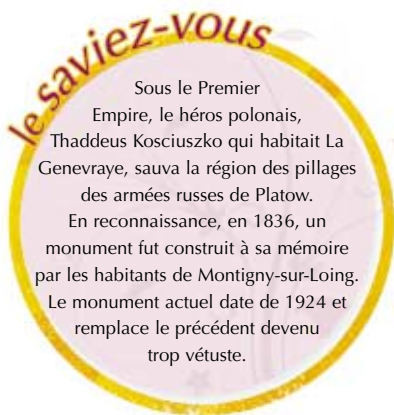 le saviez-vous
Sous le Premier
Empire, le héros polonais,
Thaddeus Kosciuszko qui habitait La
Genevraye, sauva la région des pillages
des armées russes de Platow.
En reconnaissance, en 1836, un
monument fut construit à sa mémoire
par les habitants de Montigny-sur-Loing.
Le monument actuel date de 1924 et
remplace le précédent devenu
trop vétuste.